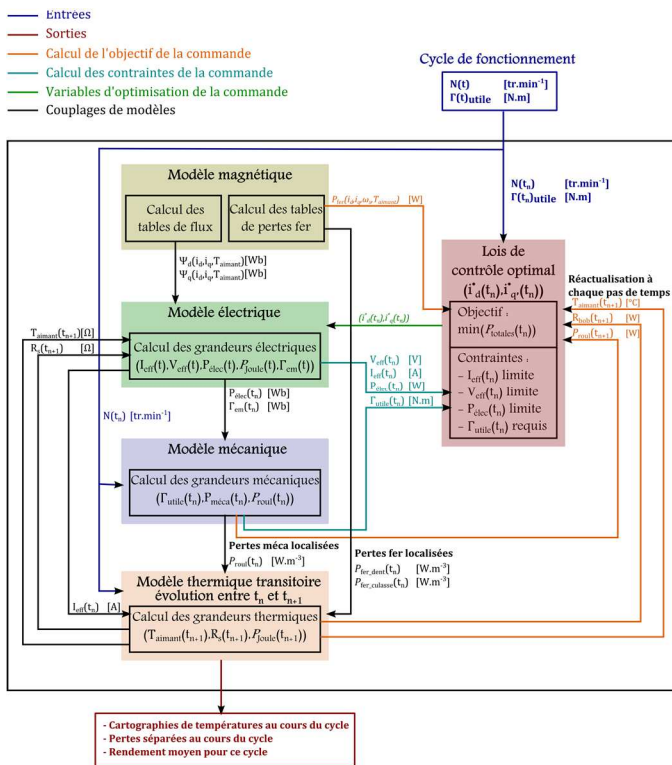 Entrées
Sorties
Calcul de l'objectif de la commande
Calcul des contraintes de la commande
Variables d'optimisation de la commande
Couplages de modèles
Cycle de fonctionnement
N(t) [tr.min⁻¹]
Γ(t)utile [N.m]
N(tn) [tr.min⁻¹]
Γ(tn)utile [N.m]
Modèle magnétique
Calcul des tables de flux
Calcul des tables de pertes fer
Pfer(id,iq,ω,Taimant) [W]
Ψd(id,iq,Taimant)[Wb]
Ψq(id,iq,Taimant)[Wb]
Lois de
contrôle optimal
(i*d(tn),i*q(tn))
Objectif :
min(Ptotales(tn))
Contraintes :
- Ieff(tn) limite
- Veff(tn) limite
- Pélec(tn) limite
- Γutile(tn) requis
Réactualisation à
chaque pas de temps
Taimant(tn+1) [°C]
Rbob(tn+1) [W]
Proul(tn+1) [W]
Modèle électrique
Calcul des grandeurs électriques
(Ieff(t).Veff(t).Pélec(t).PJoule(t).Γem(t))
(i*d(tn),i*q(tn))
Taimant(tn+1)[Ω]
Rs(tn+1) [Ω]
Veff(tn) [V]
Ieff(tn) [A]
Pélec(tn) [W]
Γutile(tn) [N.m]
Pélec(tn) [Wb]
Γem(tn) [Wb]
N(tn) [tr.min⁻¹]
Modèle mécanique
Calcul des grandeurs mécaniques
(Γutile(tn).Pméca(tn).Proul(tn))
Pertes méca localisées
Proul(tn) [W.m⁻³]
Pertes fer localisées
Pfer_dent(tn) [W.m⁻³]
Pfer_culasse(tn) [W.m⁻³]
Modèle thermique transitoire
évolution entre tn et tn+1
Ieff(tn) [A]
Calcul des grandeurs thermiques
(Taimant(tn+1).Rs(tn+1).PJoule(tn+1))
- Cartographies de températures au cours du cycle
- Pertes séparées au cours du cycle
- Rendement moyen pour ce cycle